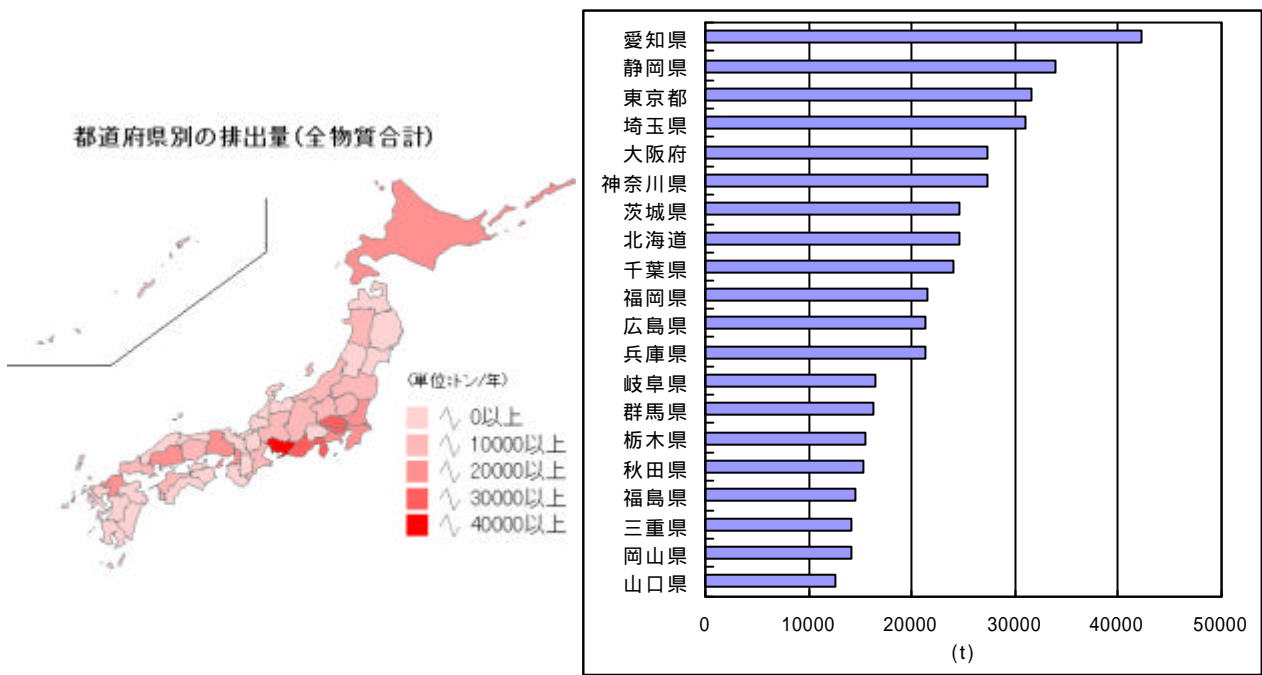 都道府県別の排出量(全物質合計)
(単位:トン/年)
0以上
10000以上
20000以上
30000以上
40000以上
愛知県
静岡県
東京都
埼玉県
大阪府
神奈川県
茨城県
北海道
千葉県
福岡県
広島県
兵庫県
岐阜県
群馬県
栃木県
秋田県
福島県
三重県
岡山県
山口県
0 10000 20000 30000 40000 50000
(t)